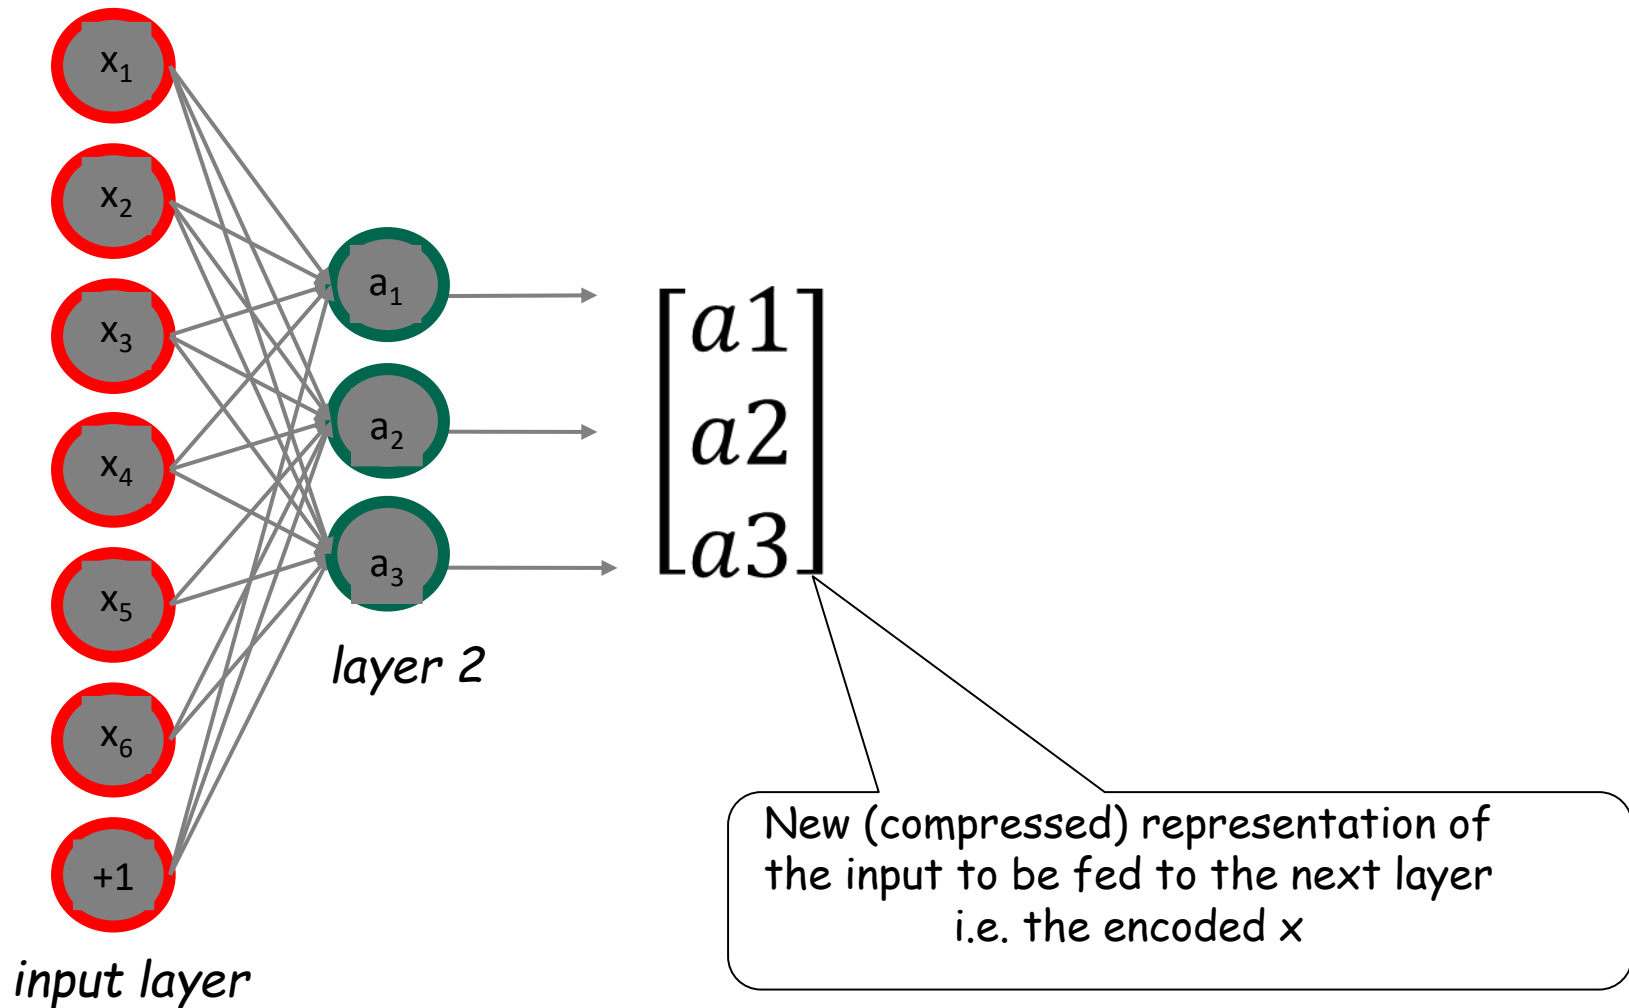 x1
x2
x3
x4
x5
x6
+1
input layer
a1
a2
a3
layer 2
a1
a2
a3
New (compressed) representation of
the input to be fed to the next layer
i.e. the encoded x